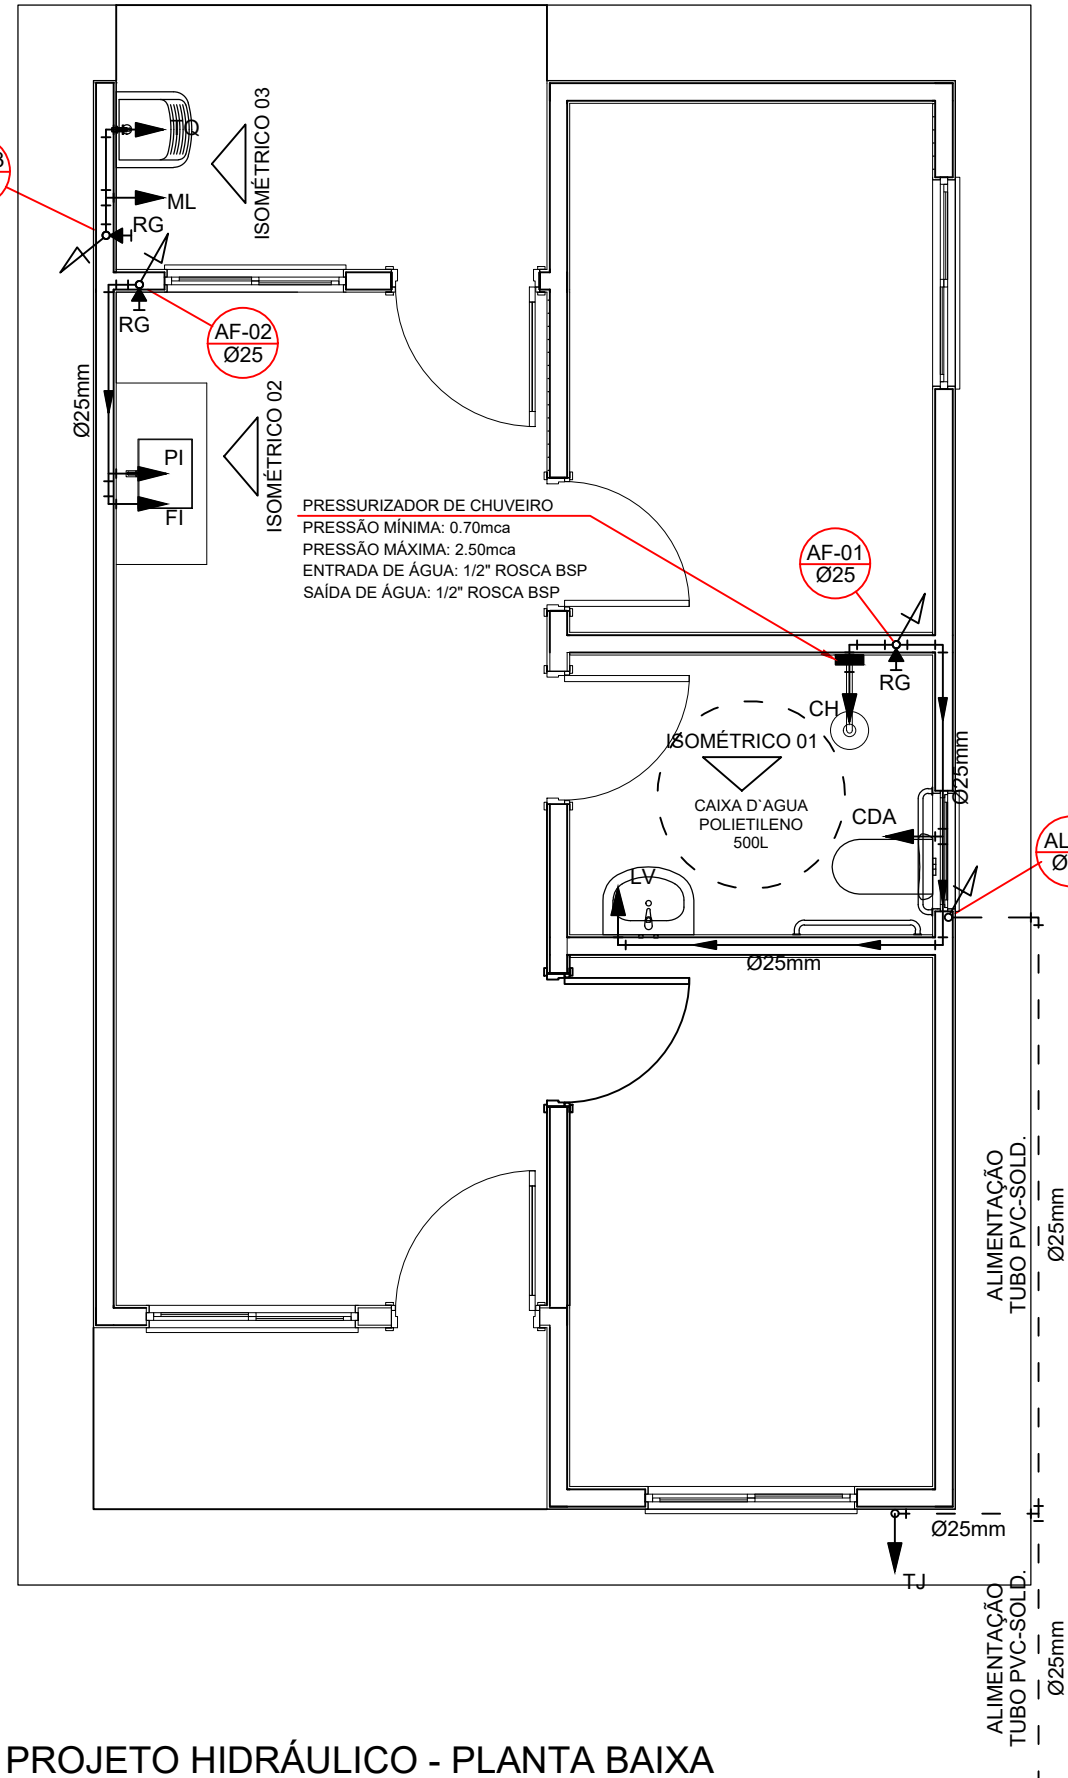 TQ
ISOMÉTRICO 03
ML
RG
RG
AF-02
Ø25
Ø25mm
ISOMÉTRICO 02
PI
FI
PRESSURIZADOR DE CHUVEIRO
PRESSÃO MÍNIMA: 0.70mca
PRESSÃO MÁXIMA: 2.50mca
ENTRADA DE ÁGUA: 1/2" ROSCA BSP
SAÍDA DE ÁGUA: 1/2" ROSCA BSP
AF-01
Ø25
RG
CH
ISOMÉTRICO 01
Ø25mm
CAIXA D`AGUA
POLIETILENO
500L
CDA
AL
Ø
LV
Ø25mm
ALIMENTAÇÃO
TUBO PVC-SOLD.
Ø25mm
Ø25mm
TJ
ALIMENTAÇÃO
TUBO PVC-SOLD.
Ø25mm
PROJETO HIDRÁULICO - PLANTA BAIXA